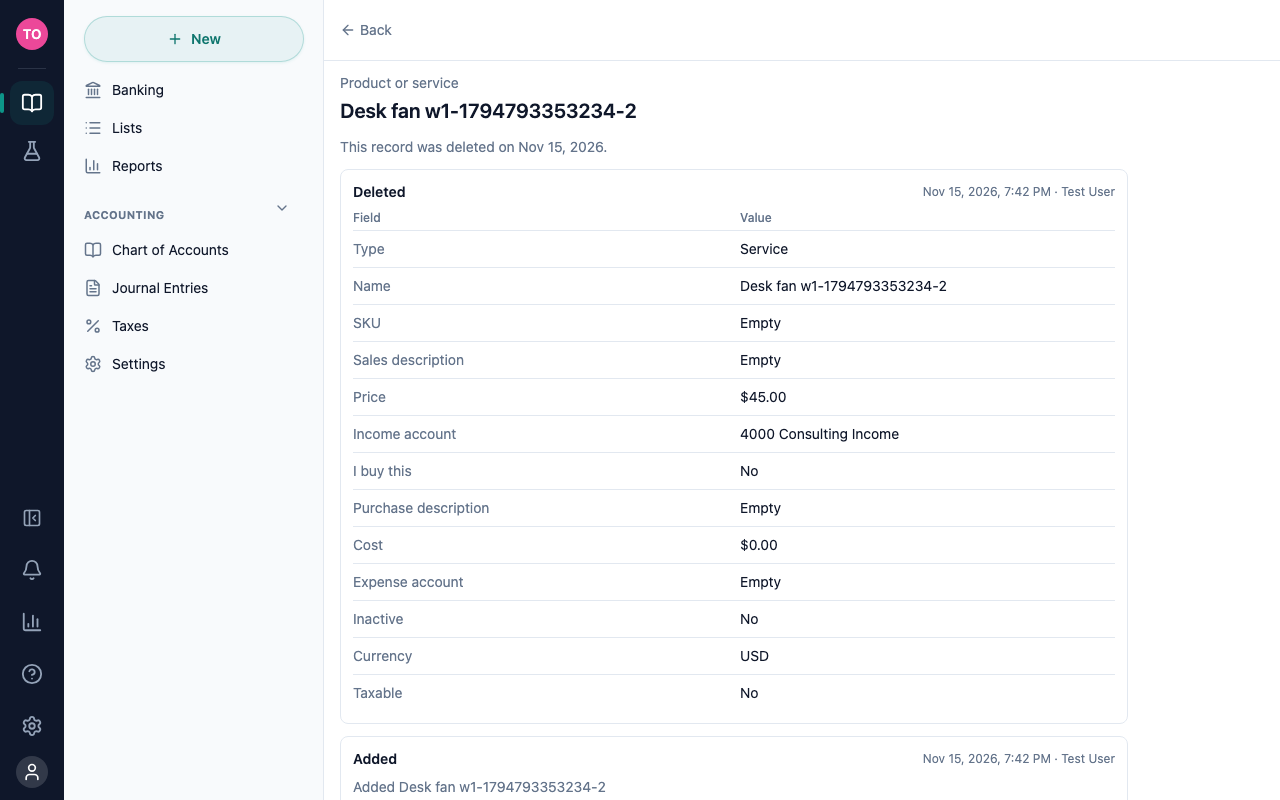 TO
New
Banking
Lists
Reports
ACCOUNTING
Chart of Accounts
Journal Entries
Taxes
Settings
Back
Product or service
Desk fan w1-1794793353234-2
This record was deleted on Nov 15, 2026.
Deleted Nov 15, 2026, 7:42 PM · Test User
Field Value
Type Service
Name Desk fan w1-1794793353234-2
SKU Empty
Sales description Empty
Price $45.00
Income account 4000 Consulting Income
I buy this No
Purchase description Empty
Cost $0.00
Expense account Empty
Inactive No
Currency USD
Taxable No
Added Nov 15, 2026, 7:42 PM · Test User
Added Desk fan w1-1794793353234-2